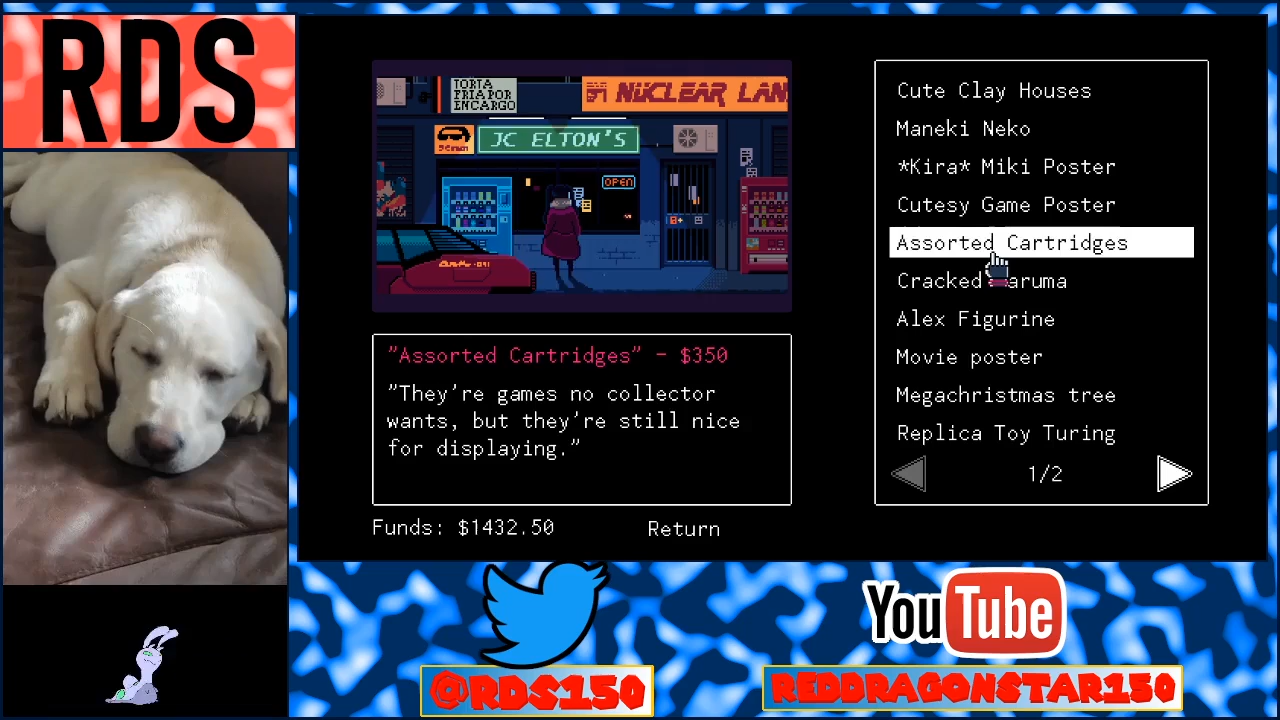 RDS
TORTA
FRIA POR
ENCARGO
NUCLEAR LAN
JC ELTON'S
OPEN
"Assorted Cartridges" - $350
"They're games no collector
wants, but they're still nice
for displaying."
Funds: $1432.50
Return
Cute Clay Houses
Maneki Neko
*Kira* Miki Poster
Cutesy Game Poster
Assorted Cartridges
Cracked Daruma
Alex Figurine
Movie poster
Megachristmas tree
Replica Toy Turing
1/2
YouTube
@RDS150
REDDRAGONSTAR150